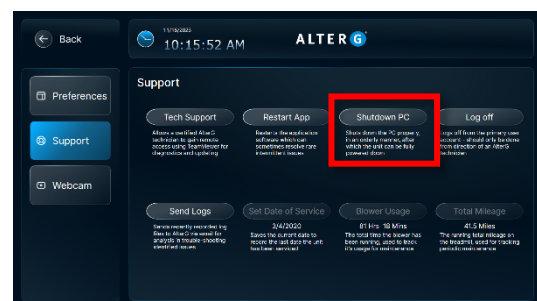 Back
11/15/2023
10:15:52 AM
ALTER G
Preferences
Support
Webcam
Support
Tech Support
Allows a certified AlterG
technician to gain remote
access using TeamViewer for
diagnostics and updating
Restart App
Restarts the application
software which can
sometimes resolve rare
intermittent issues
Shutdown PC
Shuts down the PC properly,
in an orderly manner, after
which the unit can be fully
powered down
Log off
Logs off from the primary user
account - should only be done
from direction of an AlterG
technician
Send Logs
Sends recently recorded log
files to AlterG via email for
analysis in trouble-shooting
identified issues
Set Date of Service
3/4/2020
Saves the current date to
record the last date the unit
has been serviced
Blower Usage
81 Hrs 18 Mins
The total time the blower has
been running, used to track
it's usage for maintenance
Total Mileage
41.5 Miles
The running total mileage on
the treadmill, used for tracking
periodic maintenance